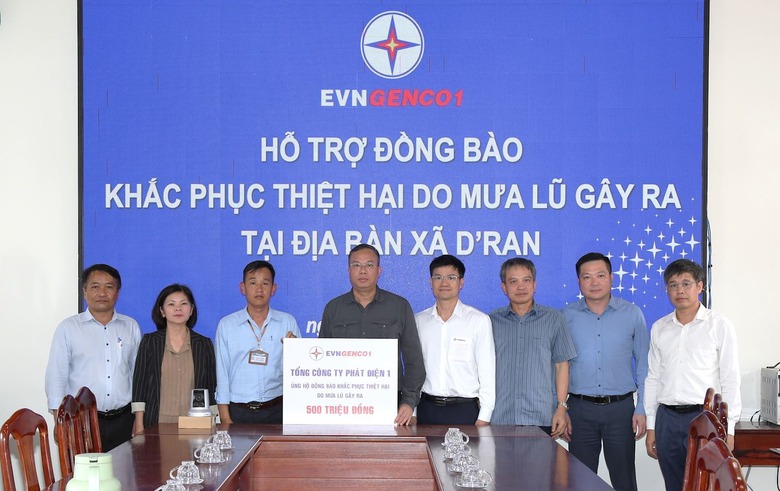 EVNGENCO1
HỖ TRỢ ĐỒNG BÀO
KHẮC PHỤC THIỆT HẠI DO MƯA LŨ GÂY RA
TẠI ĐỊA BÀN XÃ D'RAN
EVNGENCO1
TỔNG CÔNG TY PHÁT ĐIỆN 1
ỦNG HỘ ĐỒNG BÀO KHẮC PHỤC THIỆT HẠI
DO MƯA LŨ GÂY RA
500 TRIỆU ĐỒNG